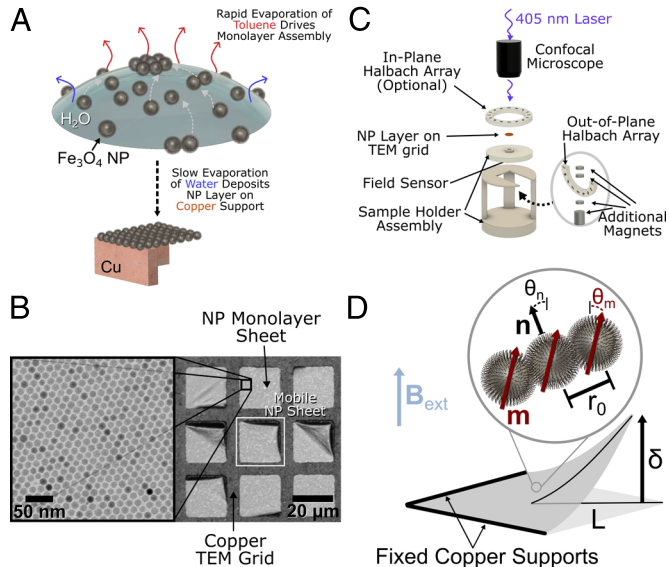 A
Rapid Evaporation of
Toluene Drives
Monolayer Assembly
H₂O
Fe₃O₄ NP
Slow Evaporation
of Water Deposits
NP Layer on
Copper Support
Cu
B
NP Monolayer
Sheet
Mobile
NP Sheet
50 nm
20 μm
Copper
TEM Grid
C
405 nm Laser
Confocal
Microscope
In-Plane
Halbach Array
(Optional)
NP Layer on
TEM grid
Field Sensor
Sample Holder
Assembly
Out-of-Plane
Halbach Array
Additional
Magnets
D
θn
θm
n
m
r₀
Bext
δ
L
Fixed Copper Supports